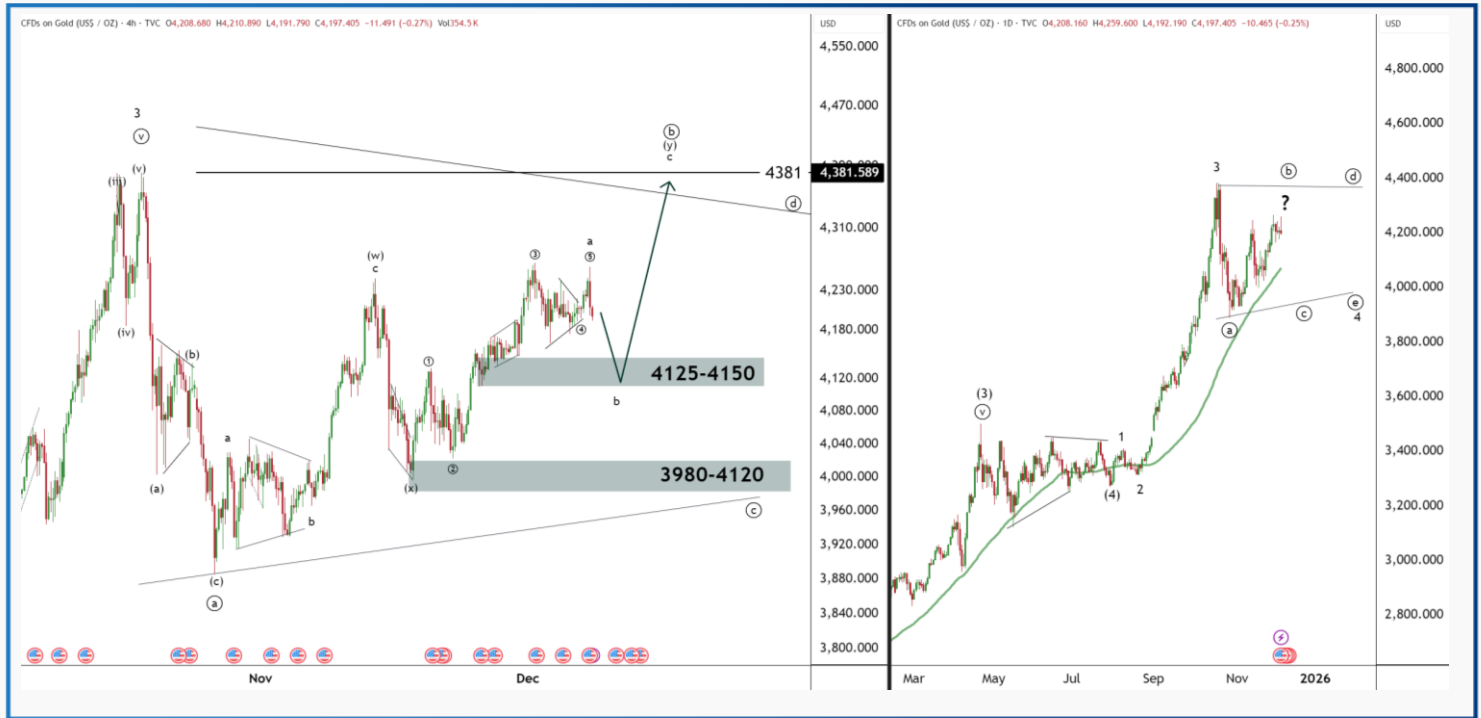 CFDs on Gold (US$ / OZ) · 4h · TVC O4,208.680 H4,210.890 L4,191.790 C4,197.405 −11.491 (−0.27%) Vol354.5 K
USD
4,550.000
4,470.000
4,381.589
4,310.000
4,230.000
4,180.000
4,120.000
4,080.000
4,040.000
4,000.000
3,960.000
3,920.000
3,880.000
3,840.000
3,800.000
3
v
(iii)
(v)
(iv)
(a)
(b)
(c)
a
a
b
(w)
c
(x)
1
2
3
4
a
5
b
b
(y)
c
4381
d
4125-4150
3980-4120
c
Nov
Dec
CFDs on Gold (US$ / OZ) · 1D · TVC O4,208.160 H4,259.600 L4,192.190 C4,197.405 −10.465 (−0.25%)
USD
4,800.000
4,600.000
4,400.000
4,200.000
4,000.000
3,800.000
3,600.000
3,400.000
3,200.000
3,000.000
2,800.000
(3)
v
1
(4)
2
3
a
b
?
c
d
e
4
Mar
May
Jul
Sep
Nov
2026